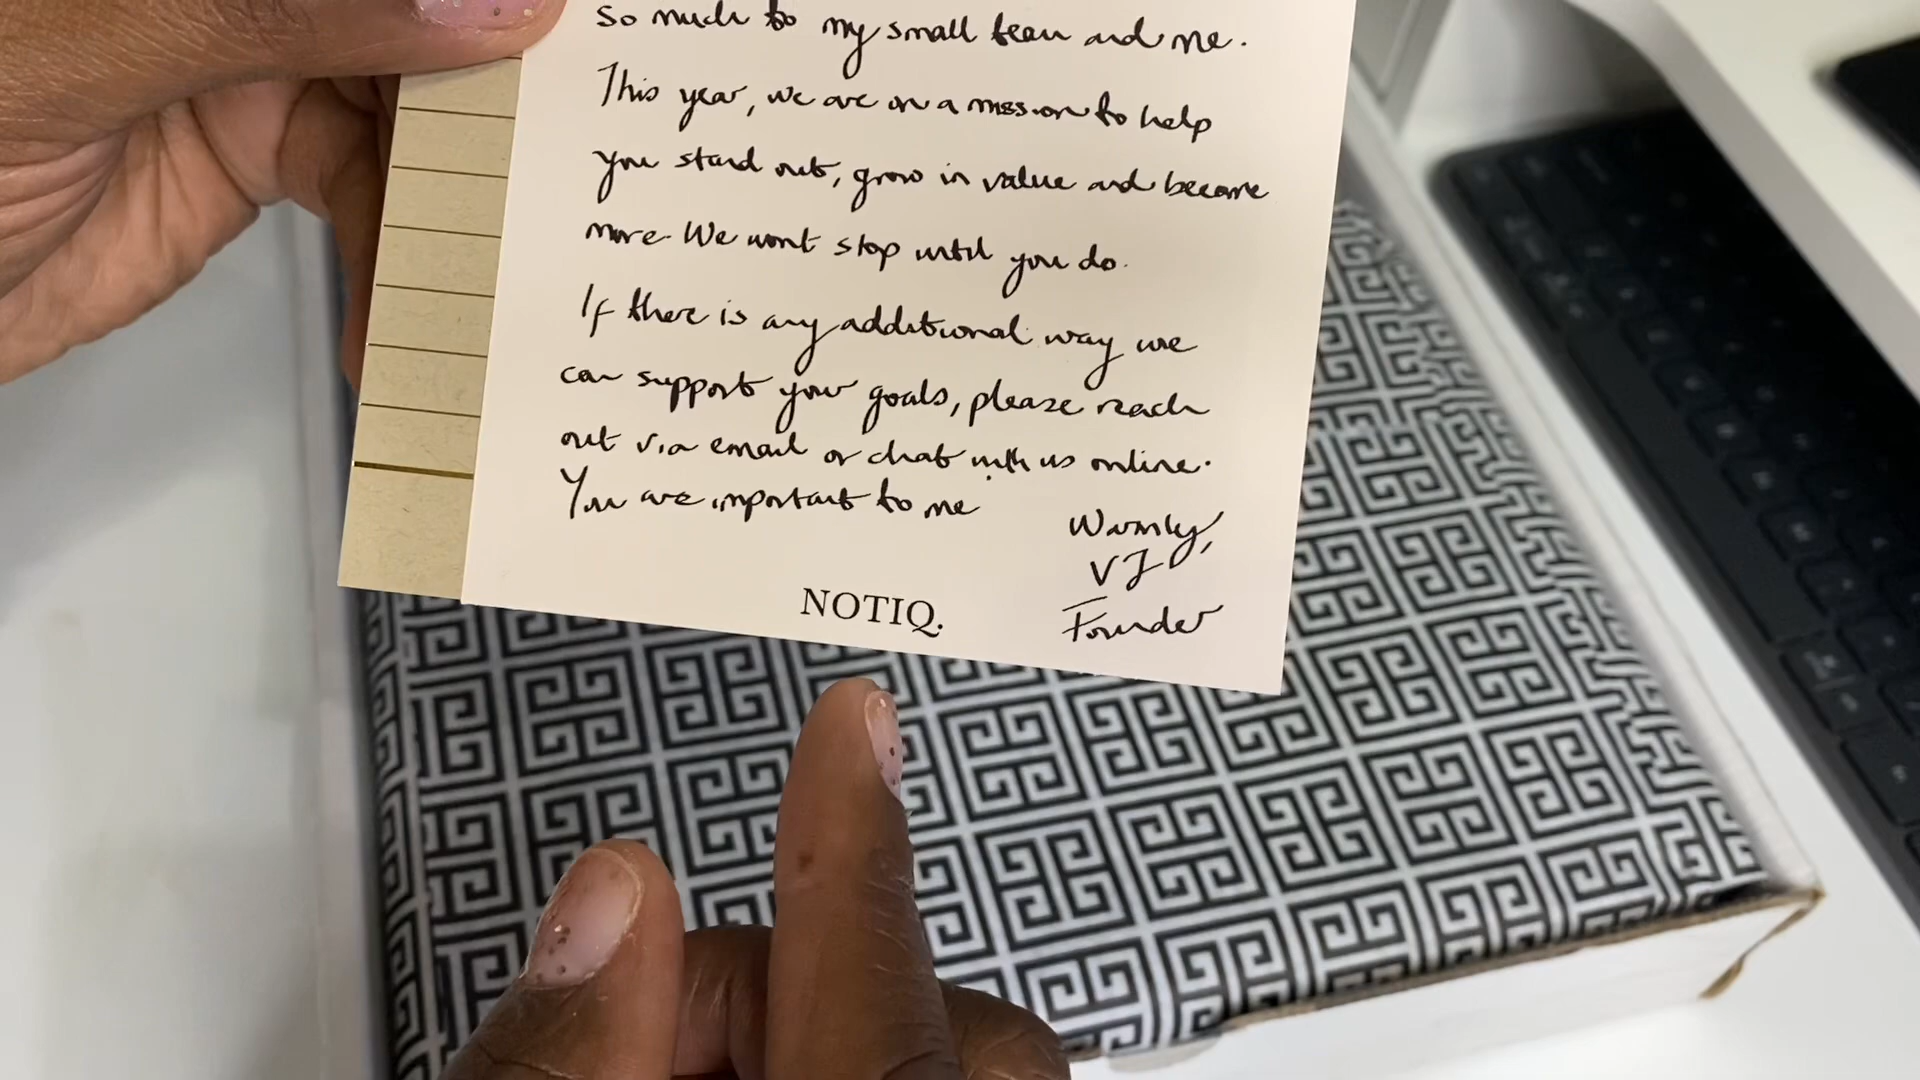 so much to my small team and me.
This year, we are on a mission to help
you stand out, grow in value and become
more. We wont stop until you do.
If there is any additional way we
can support your goals, please reach
out via email or chat with us online.
You are important to me
Warmly,
VJ
Founder
NOTIQ.